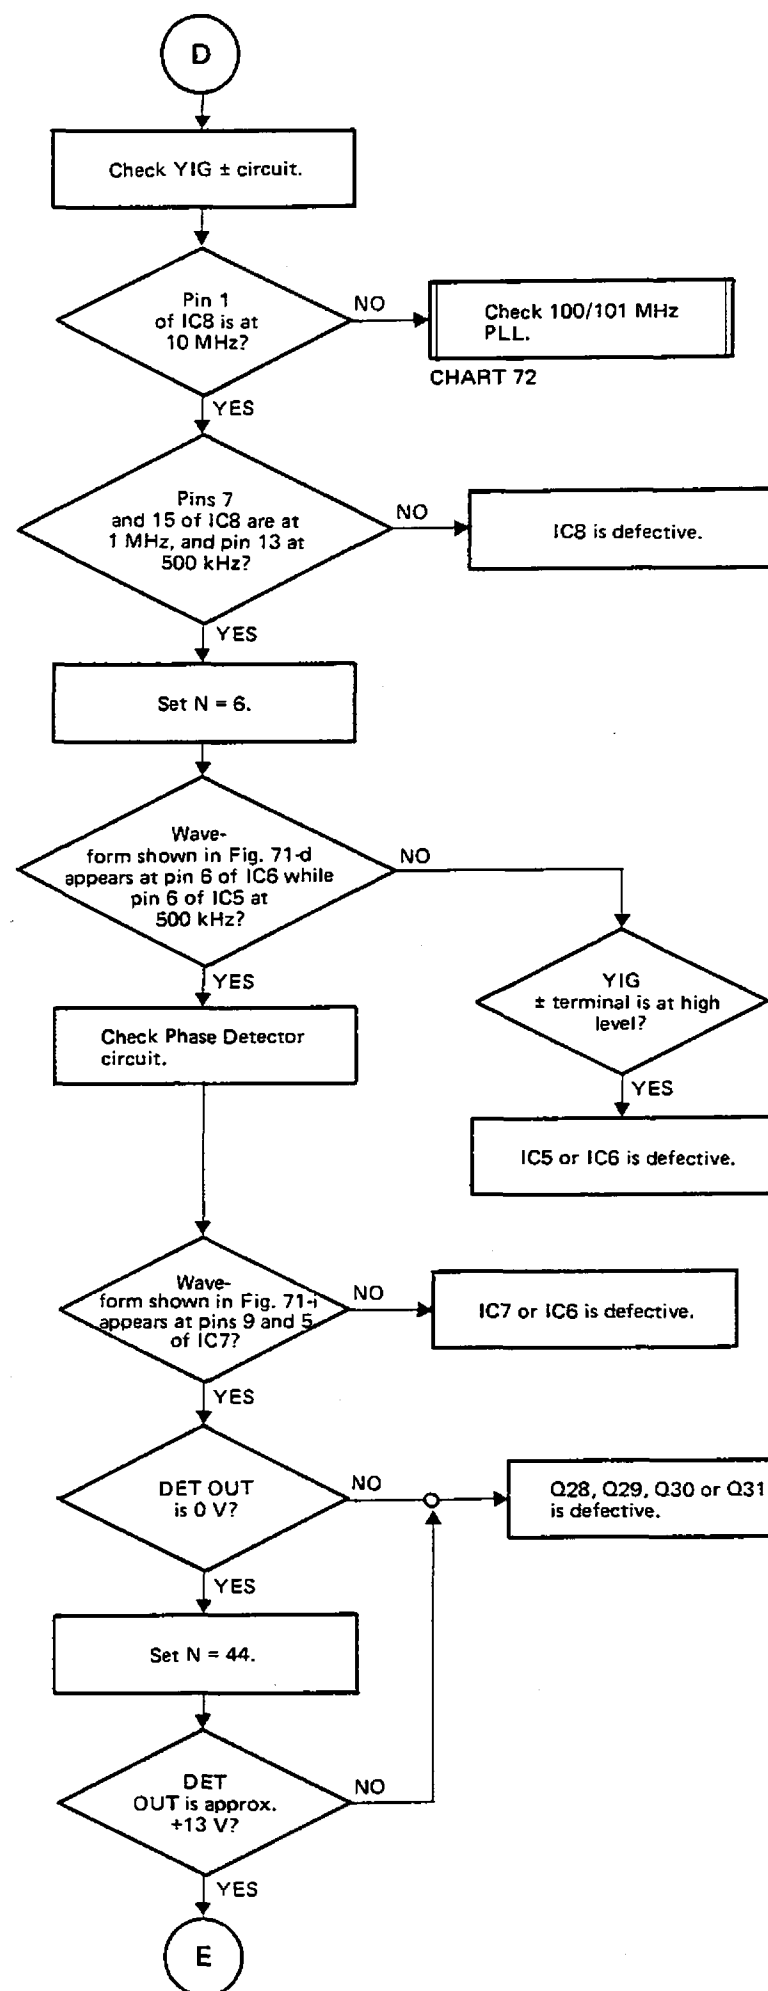 D
Check YIG ± circuit.
Pin 1
of IC8 is at
10 MHz?
NO
Check 100/101 MHz
PLL.
CHART 72
YES
Pins 7
and 15 of IC8 are at
1 MHz, and pin 13 at
500 kHz?
NO
IC8 is defective.
YES
Set N = 6.
Wave-
form shown in Fig. 71-d
appears at pin 6 of IC6 while
pin 6 of IC5 at
500 kHz?
NO
YIG
± terminal is at high
level?
YES
IC5 or IC6 is defective.
YES
Check Phase Detector
circuit.
Wave-
form shown in Fig. 71-i
appears at pins 9 and 5
of IC7?
NO
IC7 or IC6 is defective.
YES
DET OUT
is 0 V?
NO
Q28, Q29, Q30 or Q31
is defective.
YES
Set N = 44.
DET
OUT is approx.
+13 V?
NO
YES
E